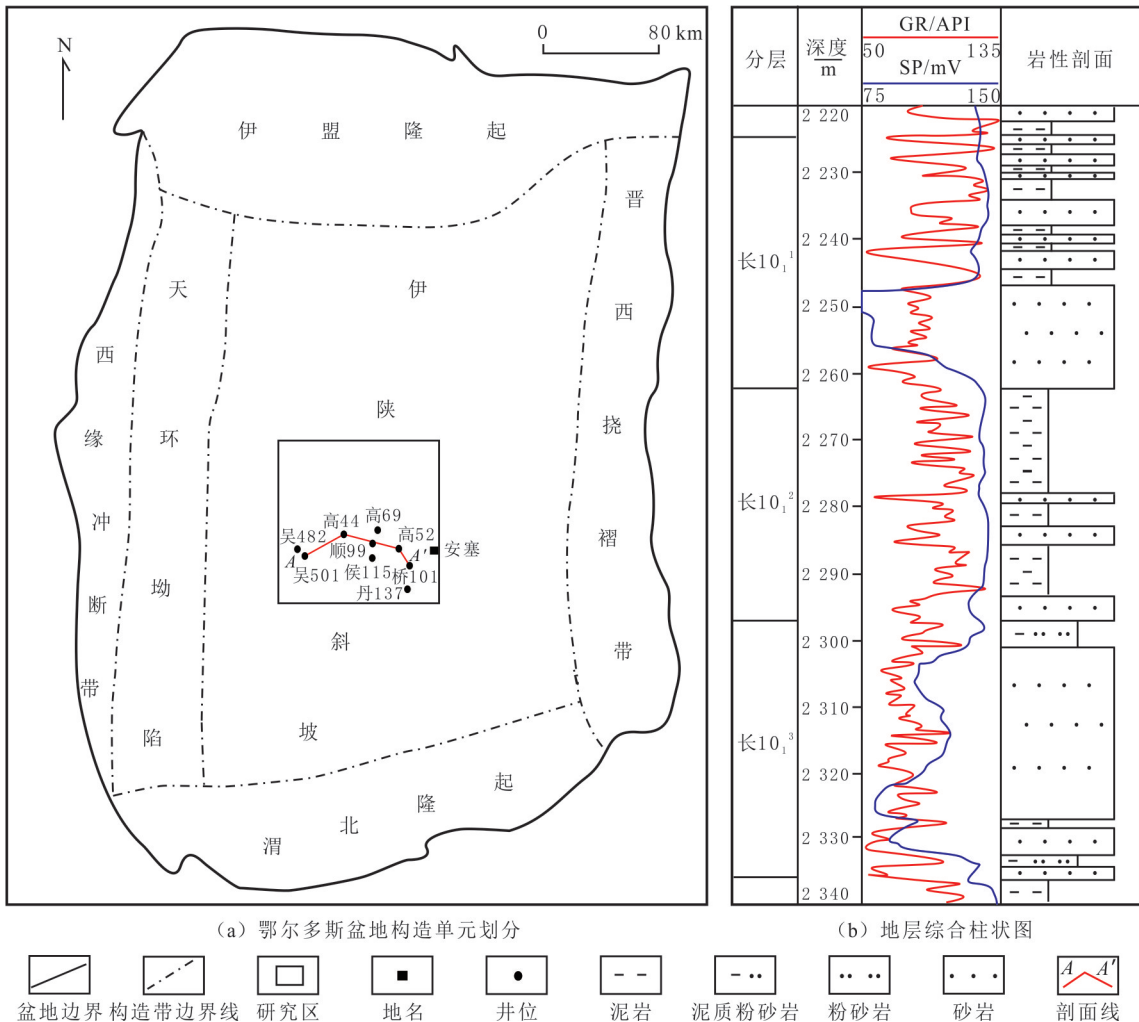 N
0 80 km
伊盟隆起
晋西挠褶带
天环坳陷
西缘冲断带
伊陕斜坡
渭北隆起
高69
高44
高52
吴482
顺99
安塞
A
A′
吴501
侯115
桥101
丹137
(a) 鄂尔多斯盆地构造单元划分
分层
深度
m
GR/API
50 135
SP/mV
75 150
岩性剖面
2 220
2 230
2 240
长10₁¹
2 250
2 260
2 270
2 280
长10₁²
2 290
2 300
2 310
长10₁³
2 320
2 330
2 340
(b) 地层综合柱状图
A A′
盆地边界 构造带边界线 研究区 地名 井位 泥岩 泥质粉砂岩 粉砂岩 砂岩 剖面线